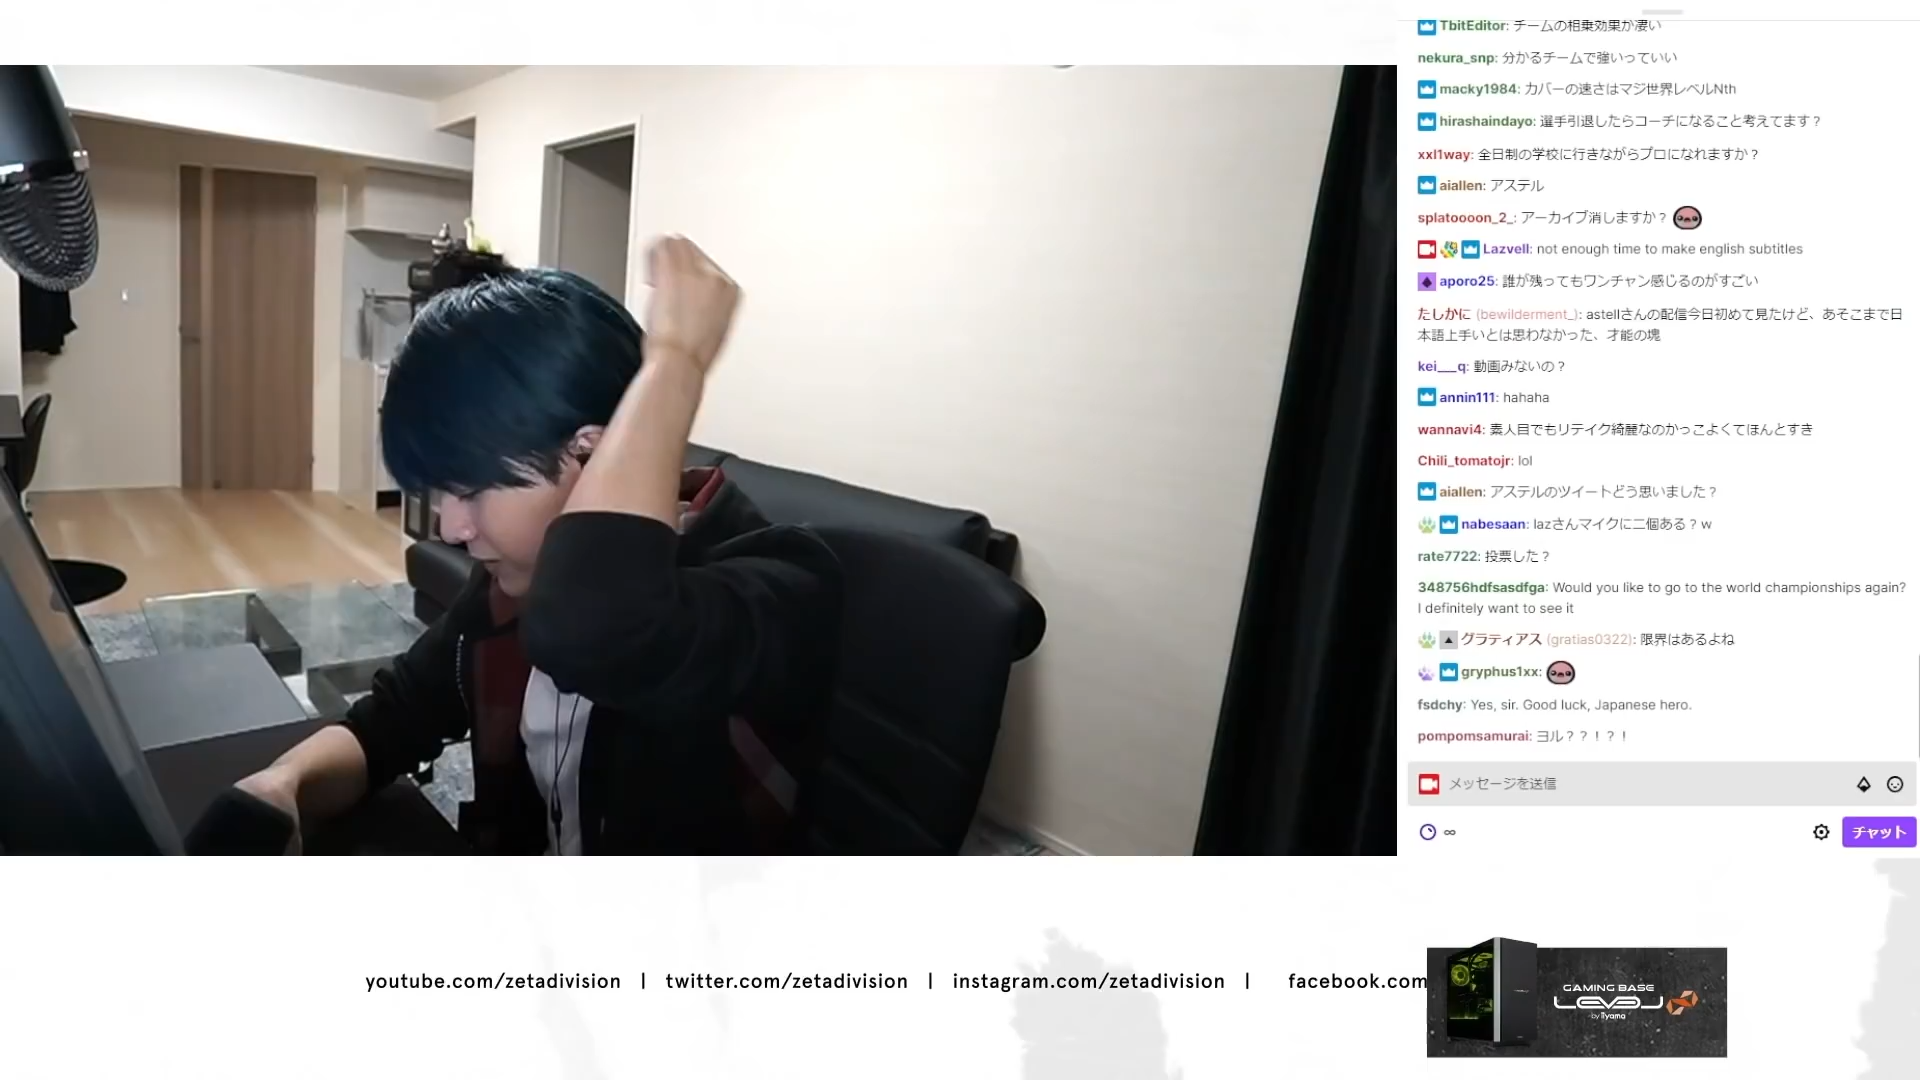 TbitEditor: チームの相乗効果が凄い
nekura_snp: 分かるチームで強いっていい
macky1984: カバーの速さはマジ世界レベルNth
hirashaindayo: 選手引退したらコーチになること考えてます？
xxl1way: 全日制の学校に行きながらプロになれますか？
aiallen: アステル
splatoooon_2_: アーカイブ消しますか？
Lazvell: not enough time to make english subtitles
aporo25: 誰が残ってもワンチャン感じるのがすごい
たしかに (bewilderment_): astellさんの配信今日初めて見たけど、あそこまで日
本語上手いとは思わなかった、才能の塊
kei___q: 動画みないの？
annin111: hahaha
wannavi4: 素人目でもリテイク綺麗なのかっこよくてほんとすき
Chili_tomatojr: lol
aiallen: アステルのツイートどう思いました？
nabesaan: lazさんマイクに二個ある？w
rate7722: 投票した？
348756hdfsasdfga: Would you like to go to the world championships again?
I definitely want to see it
グラティアス (gratias0322): 限界はあるよね
gryphus1xx:
fsdchy: Yes, sir. Good luck, Japanese hero.
pompomsamurai: ヨル？？！？！
メッセージを送信
∞
チャット
youtube.com/zetadivision | twitter.com/zetadivision | instagram.com/zetadivision | facebook.com
GAMING BASE
LEVEL
by iiyama